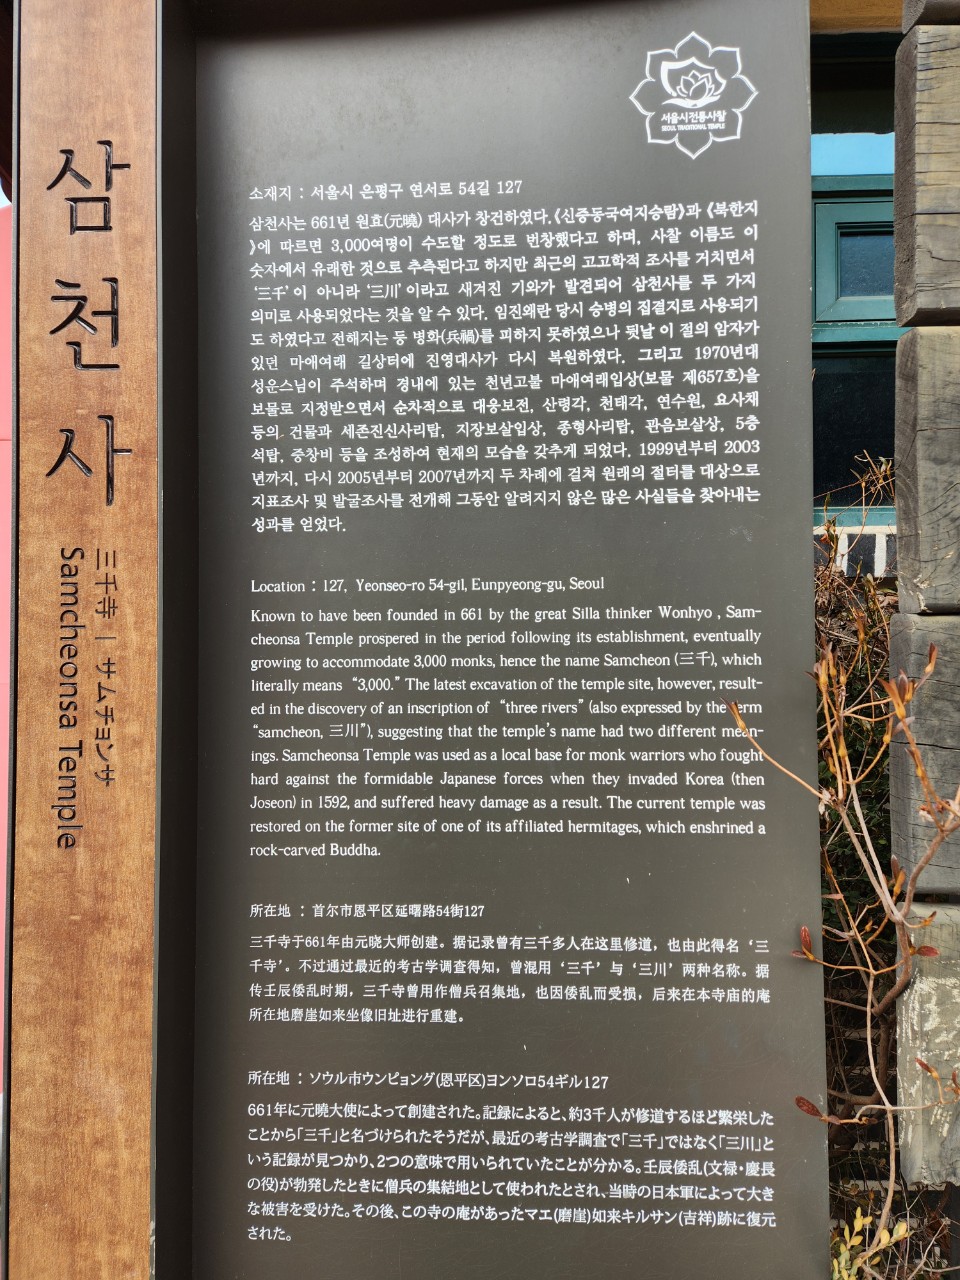 삼천사
三千寺 | サムチョンサ
Samcheonsa Temple
서울시전통사찰
SEOUL TRADITIONAL TEMPLE
소재지 : 서울시 은평구 연서로 54길 127
삼천사는 661년 원효(元曉) 대사가 창건하였다.《신증동국여지승람》과 《북한지
》에 따르면 3,000여명이 수도할 정도로 번창했다고 하며, 사찰 이름도 이
숫자에서 유래한 것으로 추측된다고 하지만 최근의 고고학적 조사를 거치면서
‘三千’이 아니라 ‘三川’이라고 새겨진 기와가 발견되어 삼천사를 두 가지
의미로 사용되었다는 것을 알 수 있다. 임진왜란 당시 승병의 집결지로 사용되기
도 하였다고 전해지는 등 병화(兵禍)를 피하지 못하였으나 뒷날 이 절의 암자가
있던 마애여래 길상터에 진영대사가 다시 복원하였다. 그리고 1970년대
성운스님이 주석하며 경내에 있는 천년고불 마애여래입상(보물 제657호)을
보물로 지정받으면서 순차적으로 대웅보전, 산령각, 천태각, 연수원, 요사채
등의 건물과 세존진신사리탑, 지장보살입상, 종형사리탑, 관음보살상, 5층
석탑, 중창비 등을 조성하여 현재의 모습을 갖추게 되었다. 1999년부터 2003
년까지, 다시 2005년부터 2007년까지 두 차례에 걸쳐 원래의 절터를 대상으로
지표조사 및 발굴조사를 전개해 그동안 알려지지 않은 많은 사실들을 찾아내는
성과를 얻었다.
Location : 127, Yeonseo-ro 54-gil, Eunpyeong-gu, Seoul
Known to have been founded in 661 by the great Silla thinker Wonhyo , Sam-
cheonsa Temple prospered in the period following its establishment, eventually
growing to accommodate 3,000 monks, hence the name Samcheon (三千), which
literally means “3,000.” The latest excavation of the temple site, however, result-
ed in the discovery of an inscription of “three rivers” (also expressed by the term
“samcheon, 三川”), suggesting that the temple’s name had two different mean-
ings. Samcheonsa Temple was used as a local base for monk warriors who fought
hard against the formidable Japanese forces when they invaded Korea (then
Joseon) in 1592, and suffered heavy damage as a result. The current temple was
restored on the former site of one of its affiliated hermitages, which enshrined a
rock-carved Buddha.
所在地 : 首尔市恩平区延曙路54街127
三千寺于661年由元晓大师创建。据记录曾有三千多人在这里修道，也由此得名‘三
千寺’。不过通过最近的考古学调查得知，曾混用‘三千’与‘三川’两种名称。据
传壬辰倭乱时期，三千寺曾用作僧兵召集地，也因倭乱而受损，后来在本寺庙的庵
所在地磨崖如来坐像旧址进行重建。
所在地 : ソウル市ウンピョング(恩平区)ヨンソロ54ギル127
661年に元曉大使によって創建された。記録によると、約3千人が修道するほど繁栄した
ことから「三千」と名づけられたそうだが、最近の考古学調査で「三千」ではなく「三川」と
いう記録が見つかり、2つの意味で用いられていたことが分かる。壬辰倭乱(文禄・慶長
の役)が勃発したときに僧兵の集結地として使われたとされ、当時の日本軍によって大き
な被害を受けた。その後、この寺の庵があったマエ(磨崖)如来キルサン(吉祥)跡に復元
された。